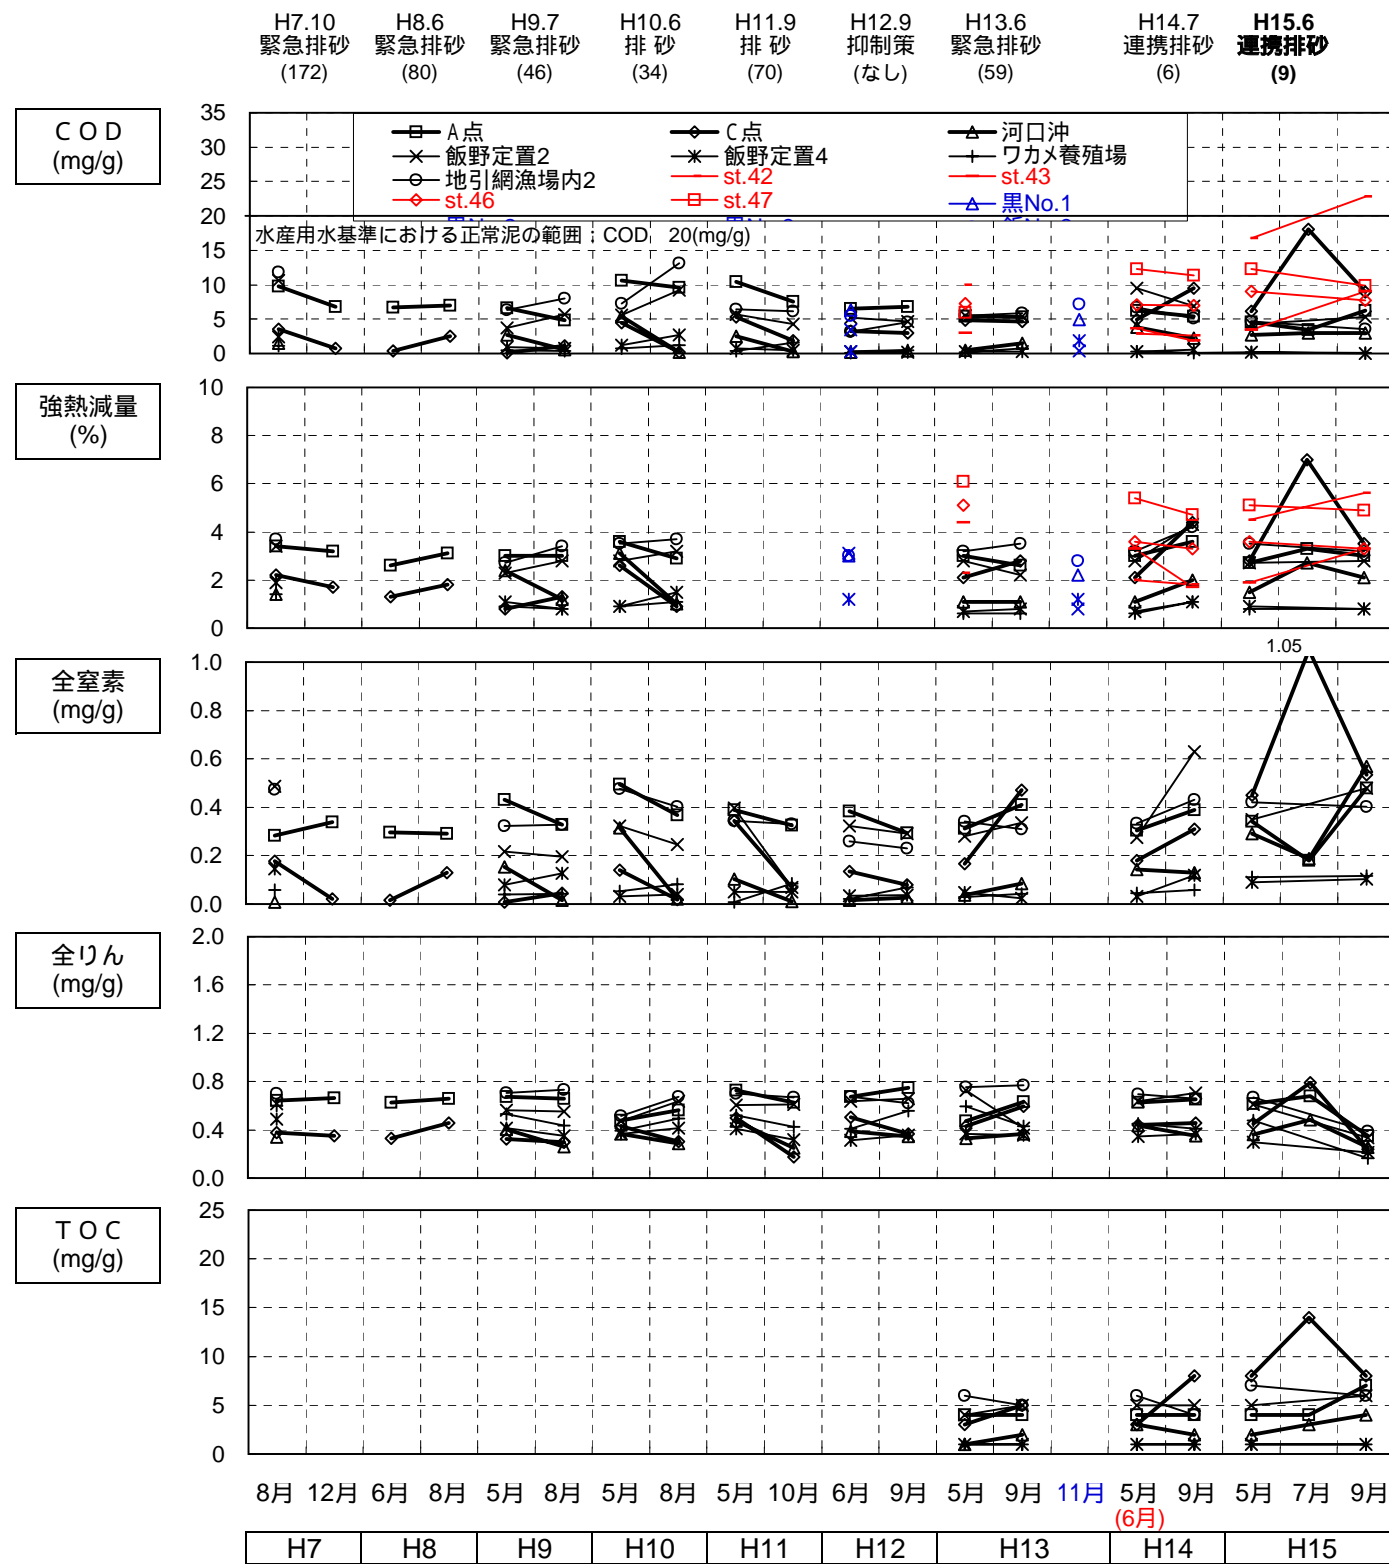 H7.10 H8.6 H9.7 H10.6 H11.9 H12.9 H13.6 H14.7 H15.6
緊急排砂 緊急排砂 緊急排砂 排 砂 排 砂 抑制策 緊急排砂 連携排砂 連携排砂
(172) (80) (46) (34) (70) (なし) (59) (6) (9)
ＣＯＤ
(mg/g)
35
30
25
20
15
10
5
0
A点 C点 河口沖
飯野定置2 飯野定置4 ワカメ養殖場
地引網漁場内2 st.42 st.43
st.46 st.47 黒No.1
水産用水基準における正常泥の範囲：COD 20(mg/g)
強熱減量
(%)
10
8
6
4
2
0
全窒素
(mg/g)
1.0
0.8
0.6
0.4
0.2
0.0
1.05
全りん
(mg/g)
2.0
1.6
1.2
0.8
0.4
0.0
ＴＯＣ
(mg/g)
25
20
15
10
5
0
8月 12月 6月 8月 5月 8月 5月 8月 5月 10月 6月 9月 5月 9月 11月 5月 9月 5月 7月 9月
(6月)
H7 H8 H9 H10 H11 H12 H13 H14 H15